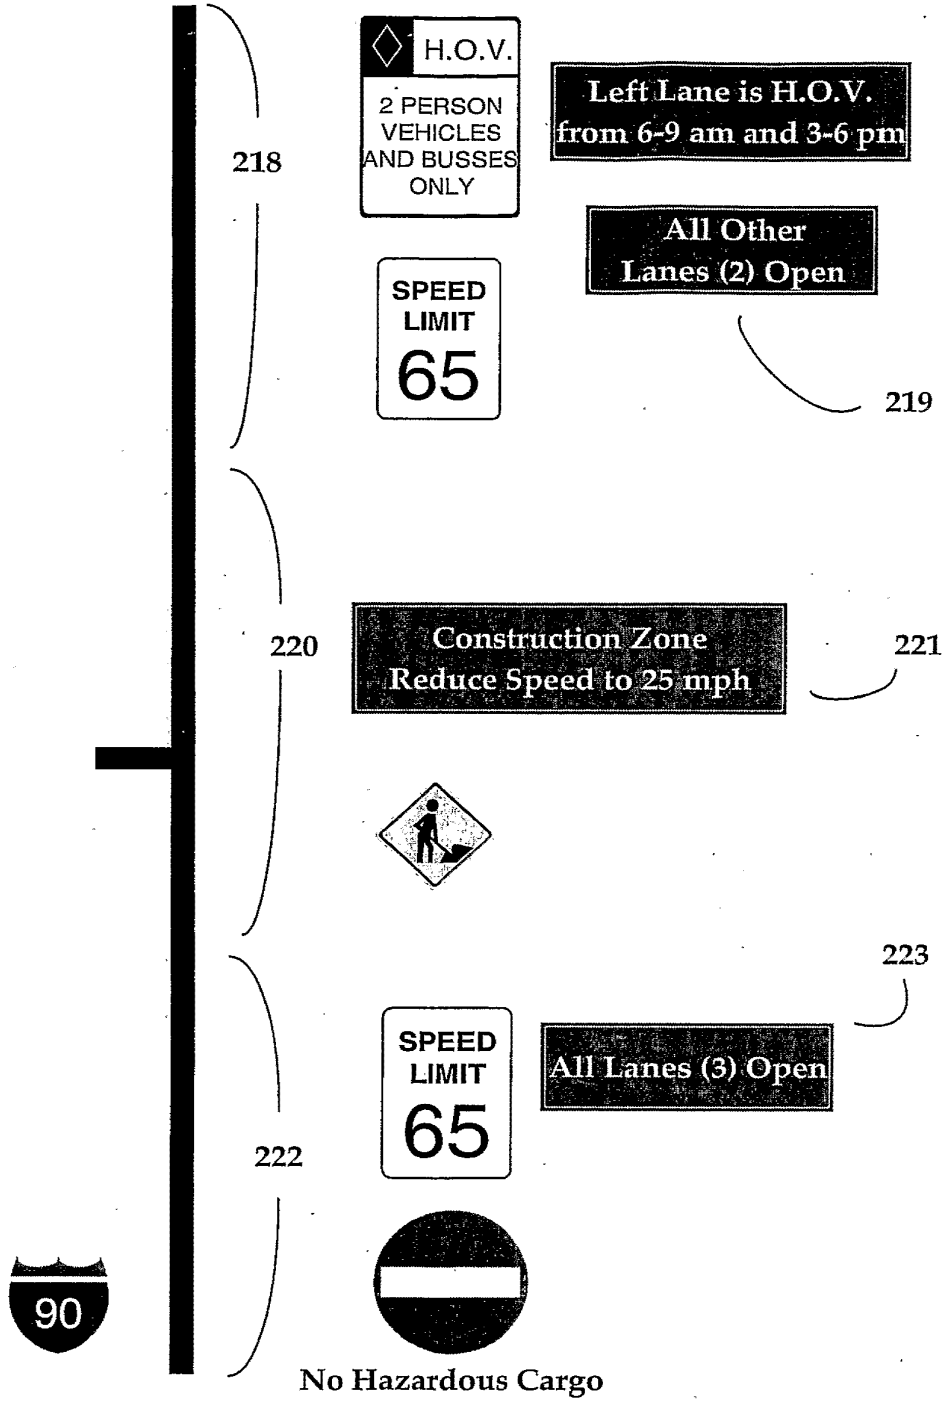 H.O.V.
2 PERSON
VEHICLES
AND BUSSES
ONLY
Left Lane is H.O.V.
from 6-9 am and 3-6 pm
218
All Other
Lanes (2) Open
SPEED
LIMIT
65
219
220
Construction Zone
Reduce Speed to 25 mph
221
223
SPEED
LIMIT
65
All Lanes (3) Open
222
90
No Hazardous Cargo